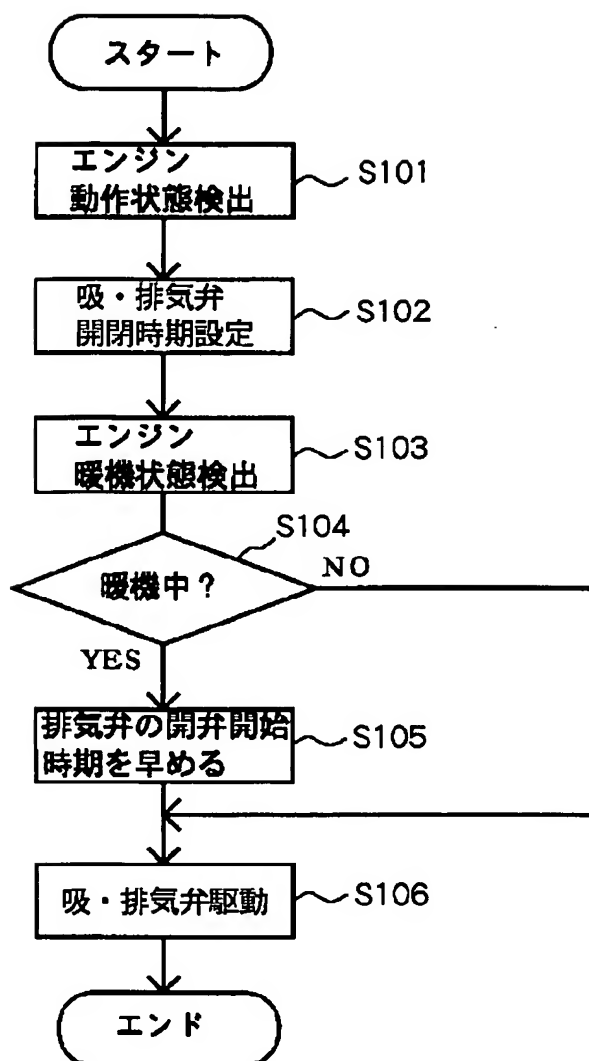 スタート
エンジン
動作状態検出
S101
吸・排気弁
開閉時期設定
S102
エンジン
暖機状態検出
S103
S104
暖機中？
NO
YES
排気弁の開弁開始
時期を早める
S105
吸・排気弁駆動
S106
エンド